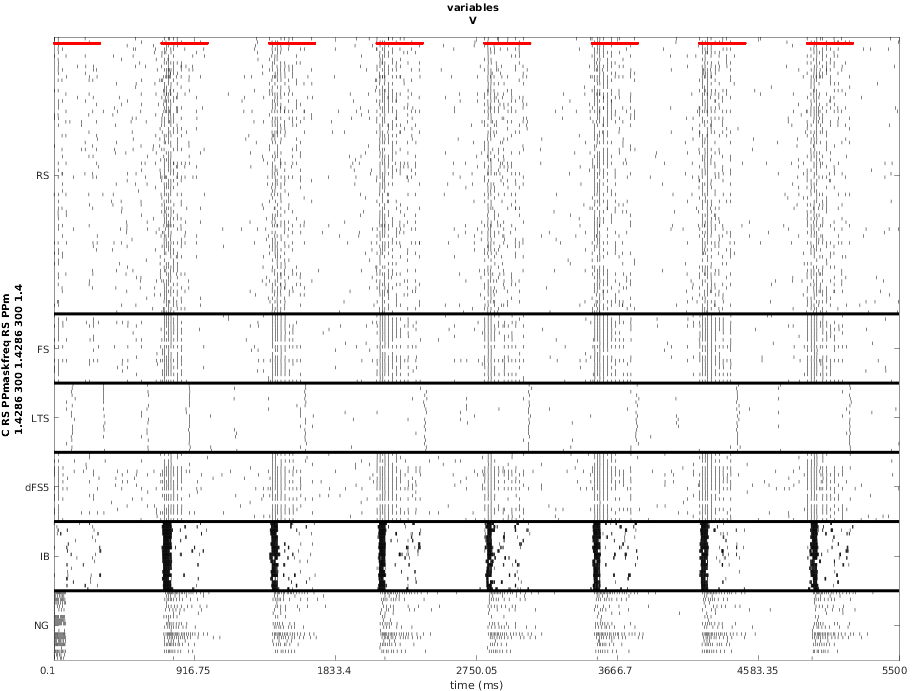 variables
V
C RS PPmaskfreq RS PPm
1.4286 300 1.4286 300 1.4
RS
FS
LTS
dFS5
IB
NG
0.1 916.75 1833.4 2750.05 3666.7 4583.35 5500
time (ms)